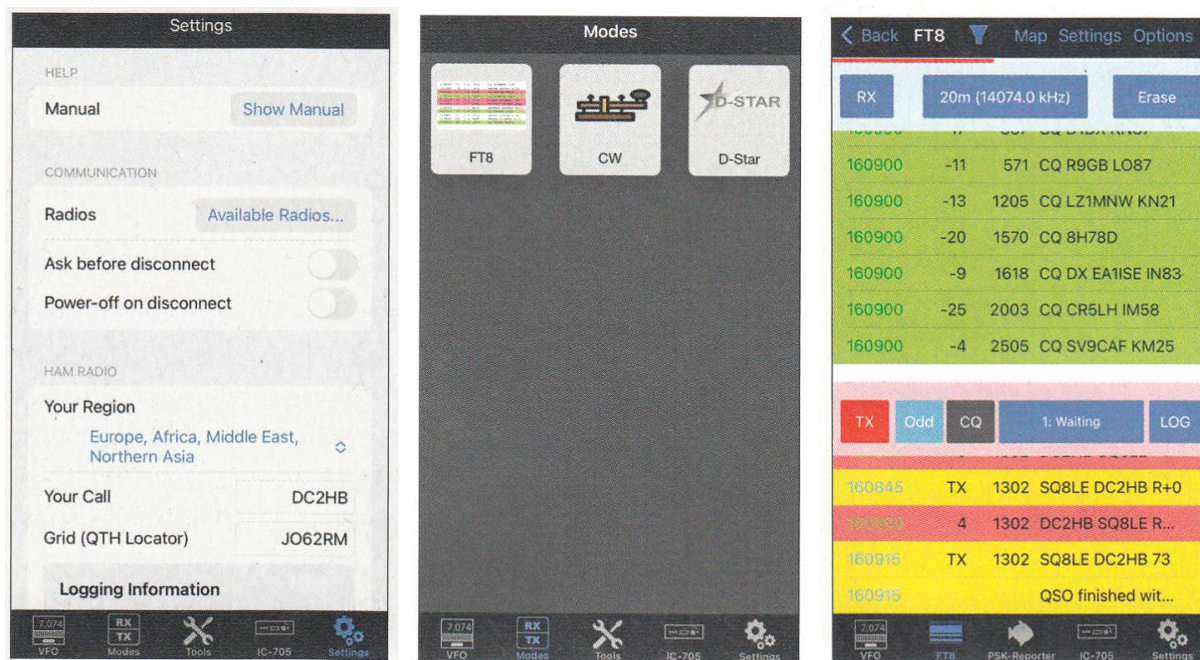 Settings
HELP
Manual Show Manual
COMMUNICATION
Radios Available Radios...
Ask before disconnect
Power-off on disconnect
HAM RADIO
Your Region
Europe, Africa, Middle East,
Northern Asia
Your Call DC2HB
Grid (QTH Locator) JO62RM
Logging Information
7,074 RX
TX
VFO Modes Tools IC-705 Settings
Modes
D-STAR
FT8 CW D-Star
7,074 RX
TX
VFO Modes Tools IC-705 Settings
Back FT8 Map Settings Options
RX 20m (14074.0 kHz) Erase
160900 -11 571 CQ R9GB LO87
160900 -13 1205 CQ LZ1MNW KN21
160900 -20 1570 CQ 8H78D
160900 -9 1618 CQ DX EA1ISE IN83
160900 -25 2003 CQ CR5LH IM58
160900 -4 2505 CQ SV9CAF KM25
TX Odd CQ 1: Waiting LOG
160845 TX 1302 SQ8LE DC2HB R+0
4 1302 DC2HB SQ8LE R...
160915 TX 1302 SQ8LE DC2HB 73
160915 QSO finished wit...
7,074
VFO FT8 PSK-Reporter IC-705 Settings